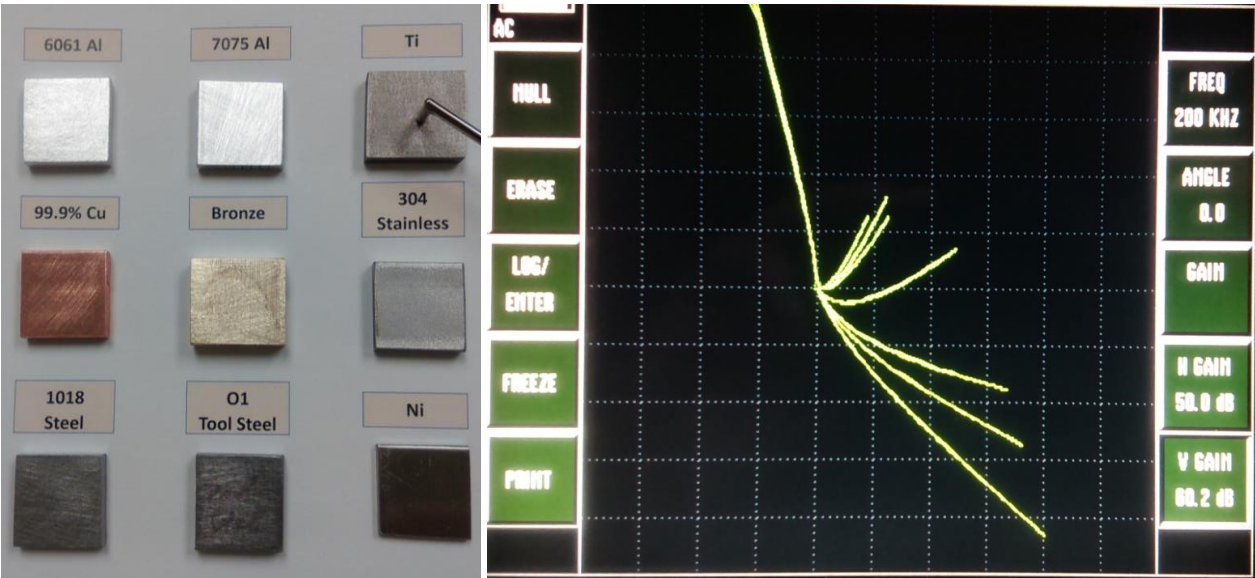 6061 Al
7075 Al
Ti
99.9% Cu
Bronze
304
Stainless
1018
Steel
O1
Tool Steel
Ni
AC
NULL
ERASE
LOG/
ENTER
FREEZE
PRINT
FREQ
200 KHZ
ANGLE
0.0
GAIN
H GAIN
50.0 dB
V GAIN
60.2 dB